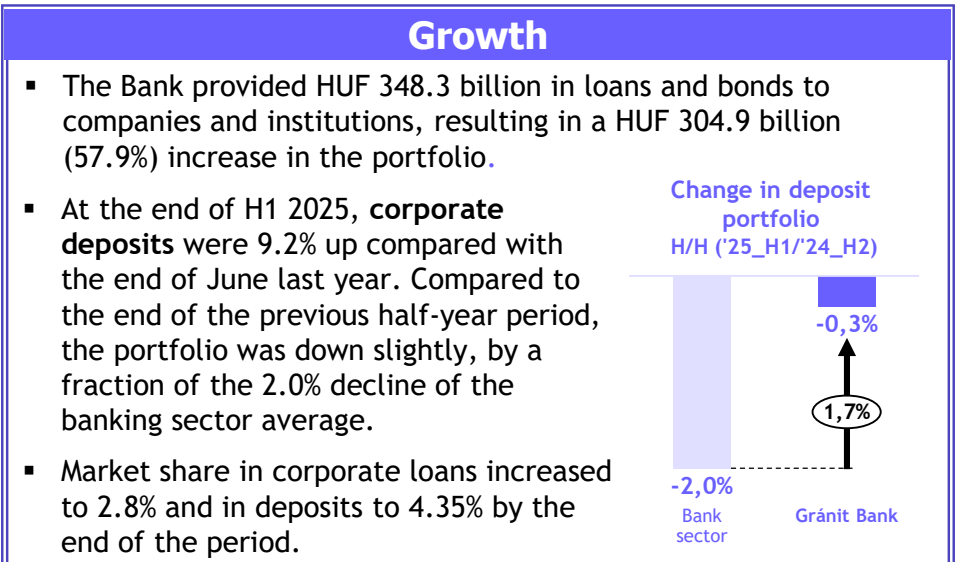 Growth
▪ The Bank provided HUF 348.3 billion in loans and bonds to
companies and institutions, resulting in a HUF 304.9 billion
(57.9%) increase in the portfolio.
▪ At the end of H1 2025, corporate
deposits were 9.2% up compared with
the end of June last year. Compared to
the end of the previous half-year period,
the portfolio was down slightly, by a
fraction of the 2.0% decline of the
banking sector average.
▪ Market share in corporate loans increased
to 2.8% and in deposits to 4.35% by the
end of the period.
Change in deposit
portfolio
H/H ('25_H1/'24_H2)
-0,3%
1,7%
-2,0%
Bank
sector
Gránit Bank